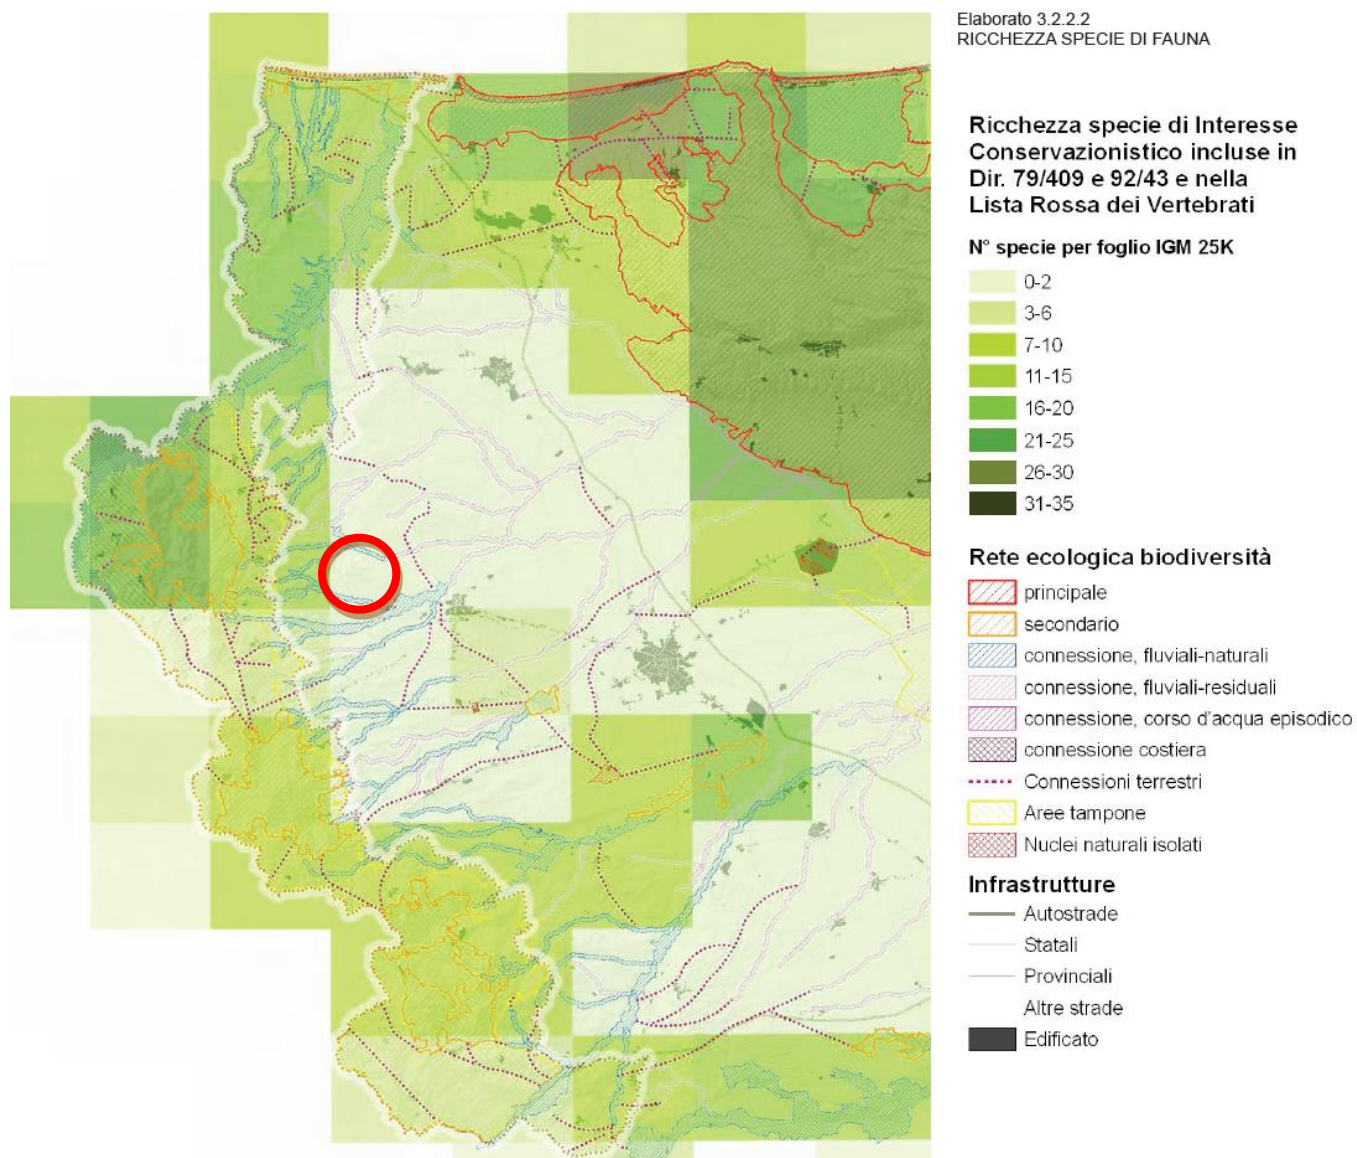 Elaborato 3.2.2.2
RICCHEZZA SPECIE DI FAUNA
Ricchezza specie di Interesse
Conservazionistico incluse in
Dir. 79/409 e 92/43 e nella
Lista Rossa dei Vertebrati
N° specie per foglio IGM 25K
0-2
3-6
7-10
11-15
16-20
21-25
26-30
31-35
Rete ecologica biodiversità
principale
secondario
connessione, fluviali-naturali
connessione, fluviali-residuali
connessione, corso d'acqua episodico
connessione costiera
Connessioni terrestri
Aree tampone
Nuclei naturali isolati
Infrastrutture
Autostrade
Statali
Provinciali
Altre strade
Edificato